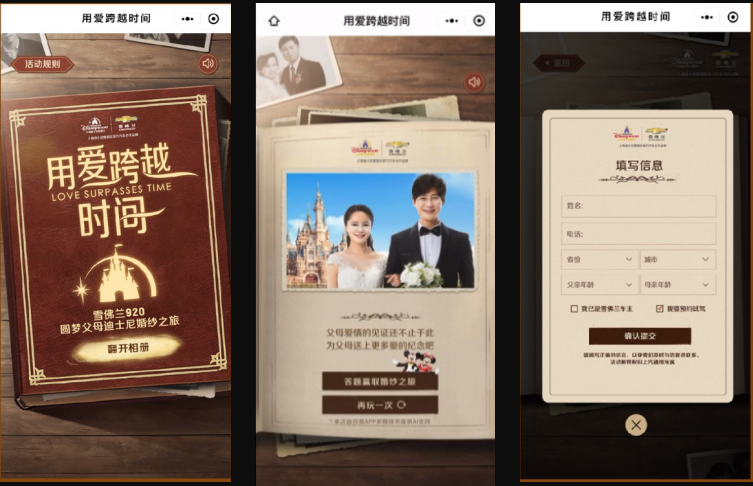 用爱跨越时间
活动规则
用爱跨越
LOVE SURPASSES TIME
时间
雪佛兰920
圆梦父母迪士尼婚纱之旅
翻开相册
用爱跨越时间
父母爱情的见证还不止于此
为父母送上更多爱的纪念吧
答题赢取婚纱之旅
再玩一次
用爱跨越时间
返回
填写信息
姓名:
电话:
省份
城市
父亲年龄
母亲年龄
我已是雪佛兰车主
我要预约试驾
确认提交